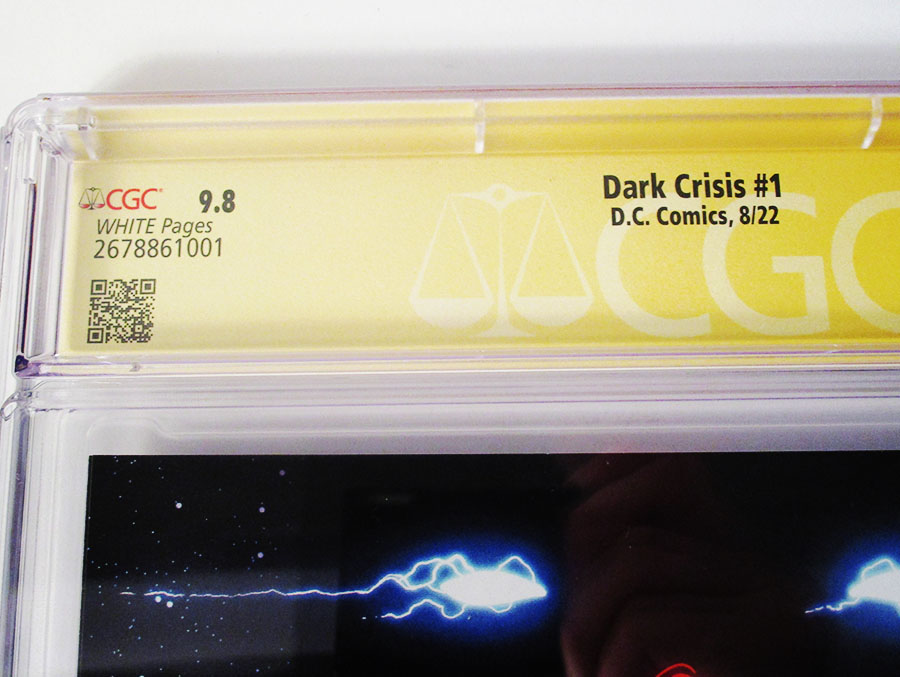 CGC® 9.8
WHITE Pages
2678861001
Dark Crisis #1
D.C. Comics, 8/22
CGC